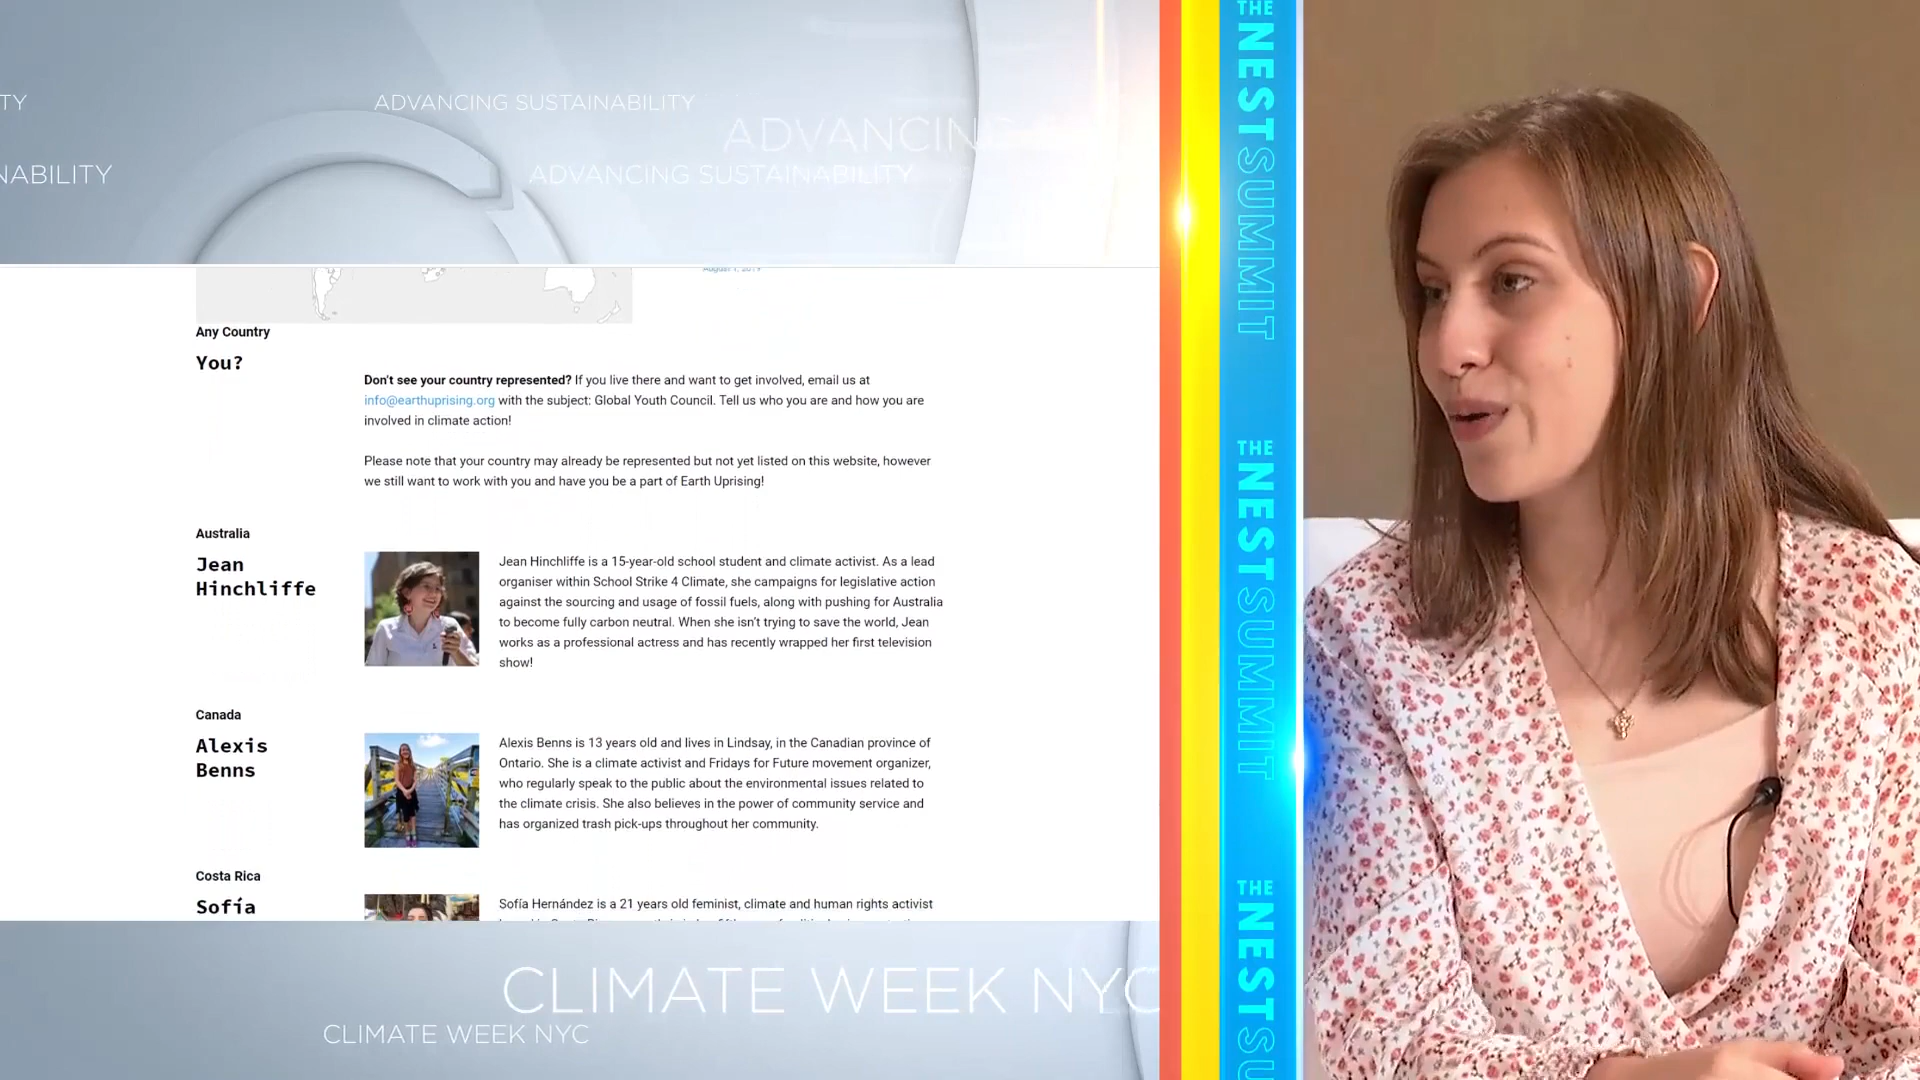 TY
ADVANCING SUSTAINABILITY
ADVANCING
NABILITY
ADVANCING SUSTAINABILITY
August 1, 2019
Any Country
You?
Don't see your country represented? If you live there and want to get involved, email us at
info@earthuprising.org with the subject: Global Youth Council. Tell us who you are and how you are
involved in climate action!
Please note that your country may already be represented but not yet listed on this website, however
we still want to work with you and have you be a part of Earth Uprising!
Australia
Jean
Hinchliffe
Jean Hinchliffe is a 15-year-old school student and climate activist. As a lead
organiser within School Strike 4 Climate, she campaigns for legislative action
against the sourcing and usage of fossil fuels, along with pushing for Australia
to become fully carbon neutral. When she isn't trying to save the world, Jean
works as a professional actress and has recently wrapped her first television
show!
Canada
Alexis
Benns
Alexis Benns is 13 years old and lives in Lindsay, in the Canadian province of
Ontario. She is a climate activist and Fridays for Future movement organizer,
who regularly speak to the public about the environmental issues related to
the climate crisis. She also believes in the power of community service and
has organized trash pick-ups throughout her community.
Costa Rica
Sofía
Sofía Hernández is a 21 years old feminist, climate and human rights activist
CLIMATE WEEK NYC
CLIMATE WEEK NYC
THE NEST SUMMIT
THE NEST SUMMIT
THE NEST SU